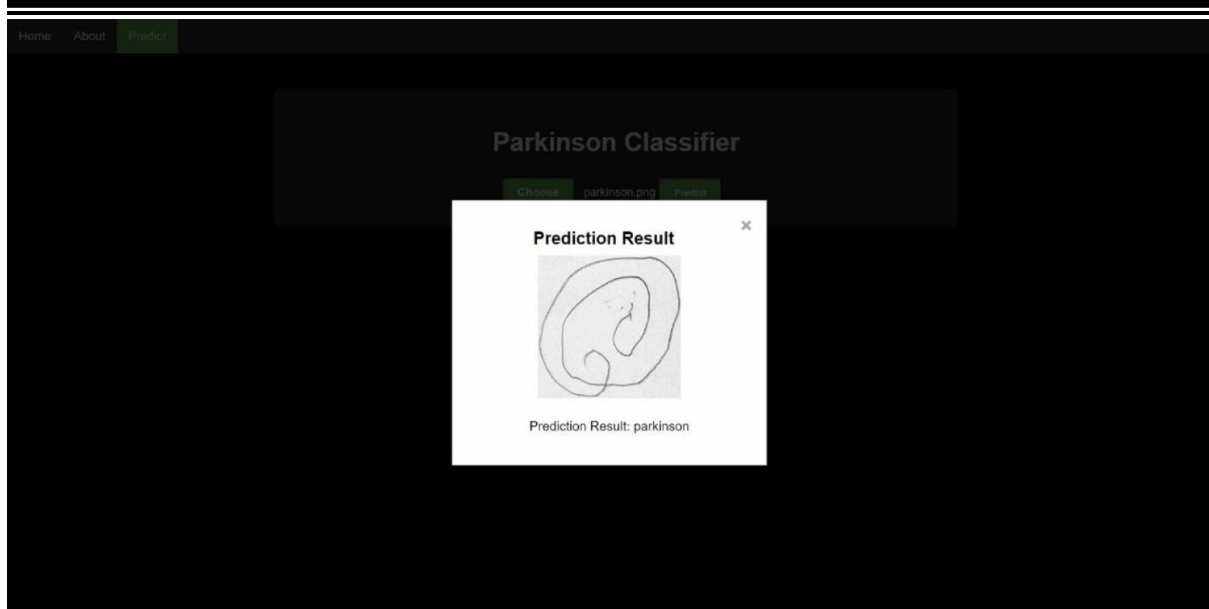 Home About Predict
Parkinson Classifier
Choose parkinson.png Predict
Prediction Result
×
Prediction Result: parkinson